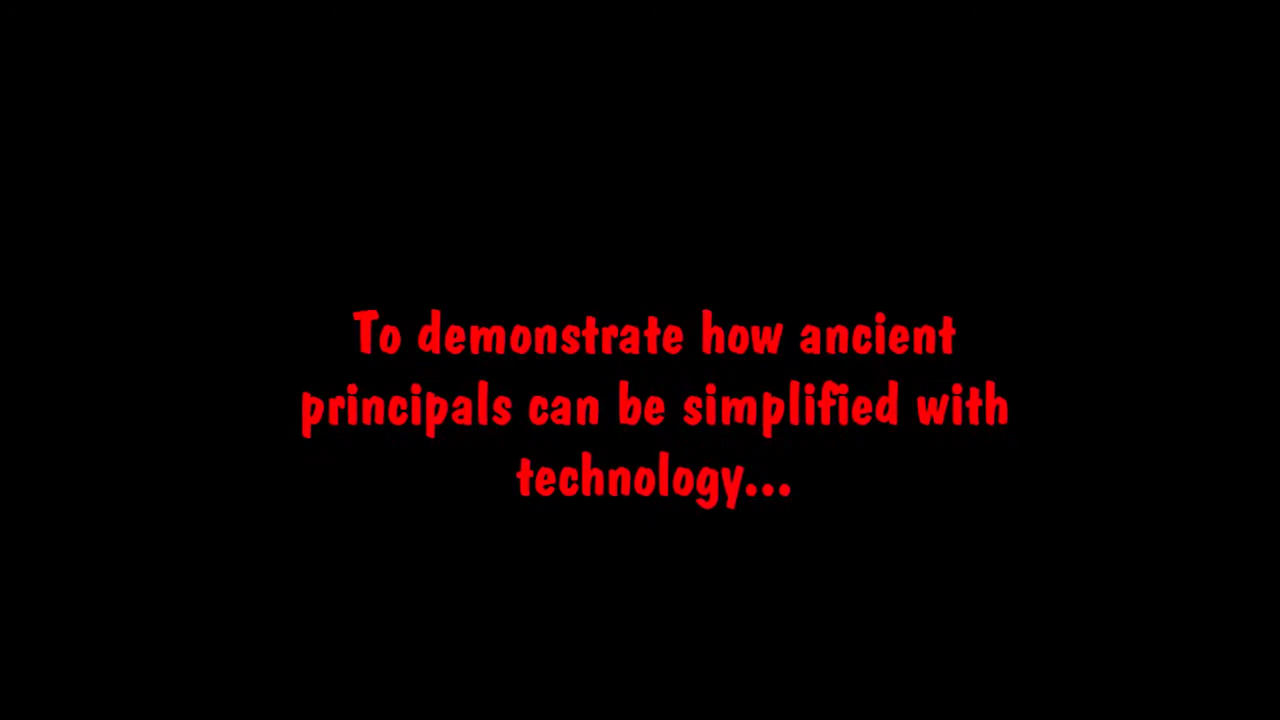 To demonstrate how ancient
principals can be simplified with
technology...